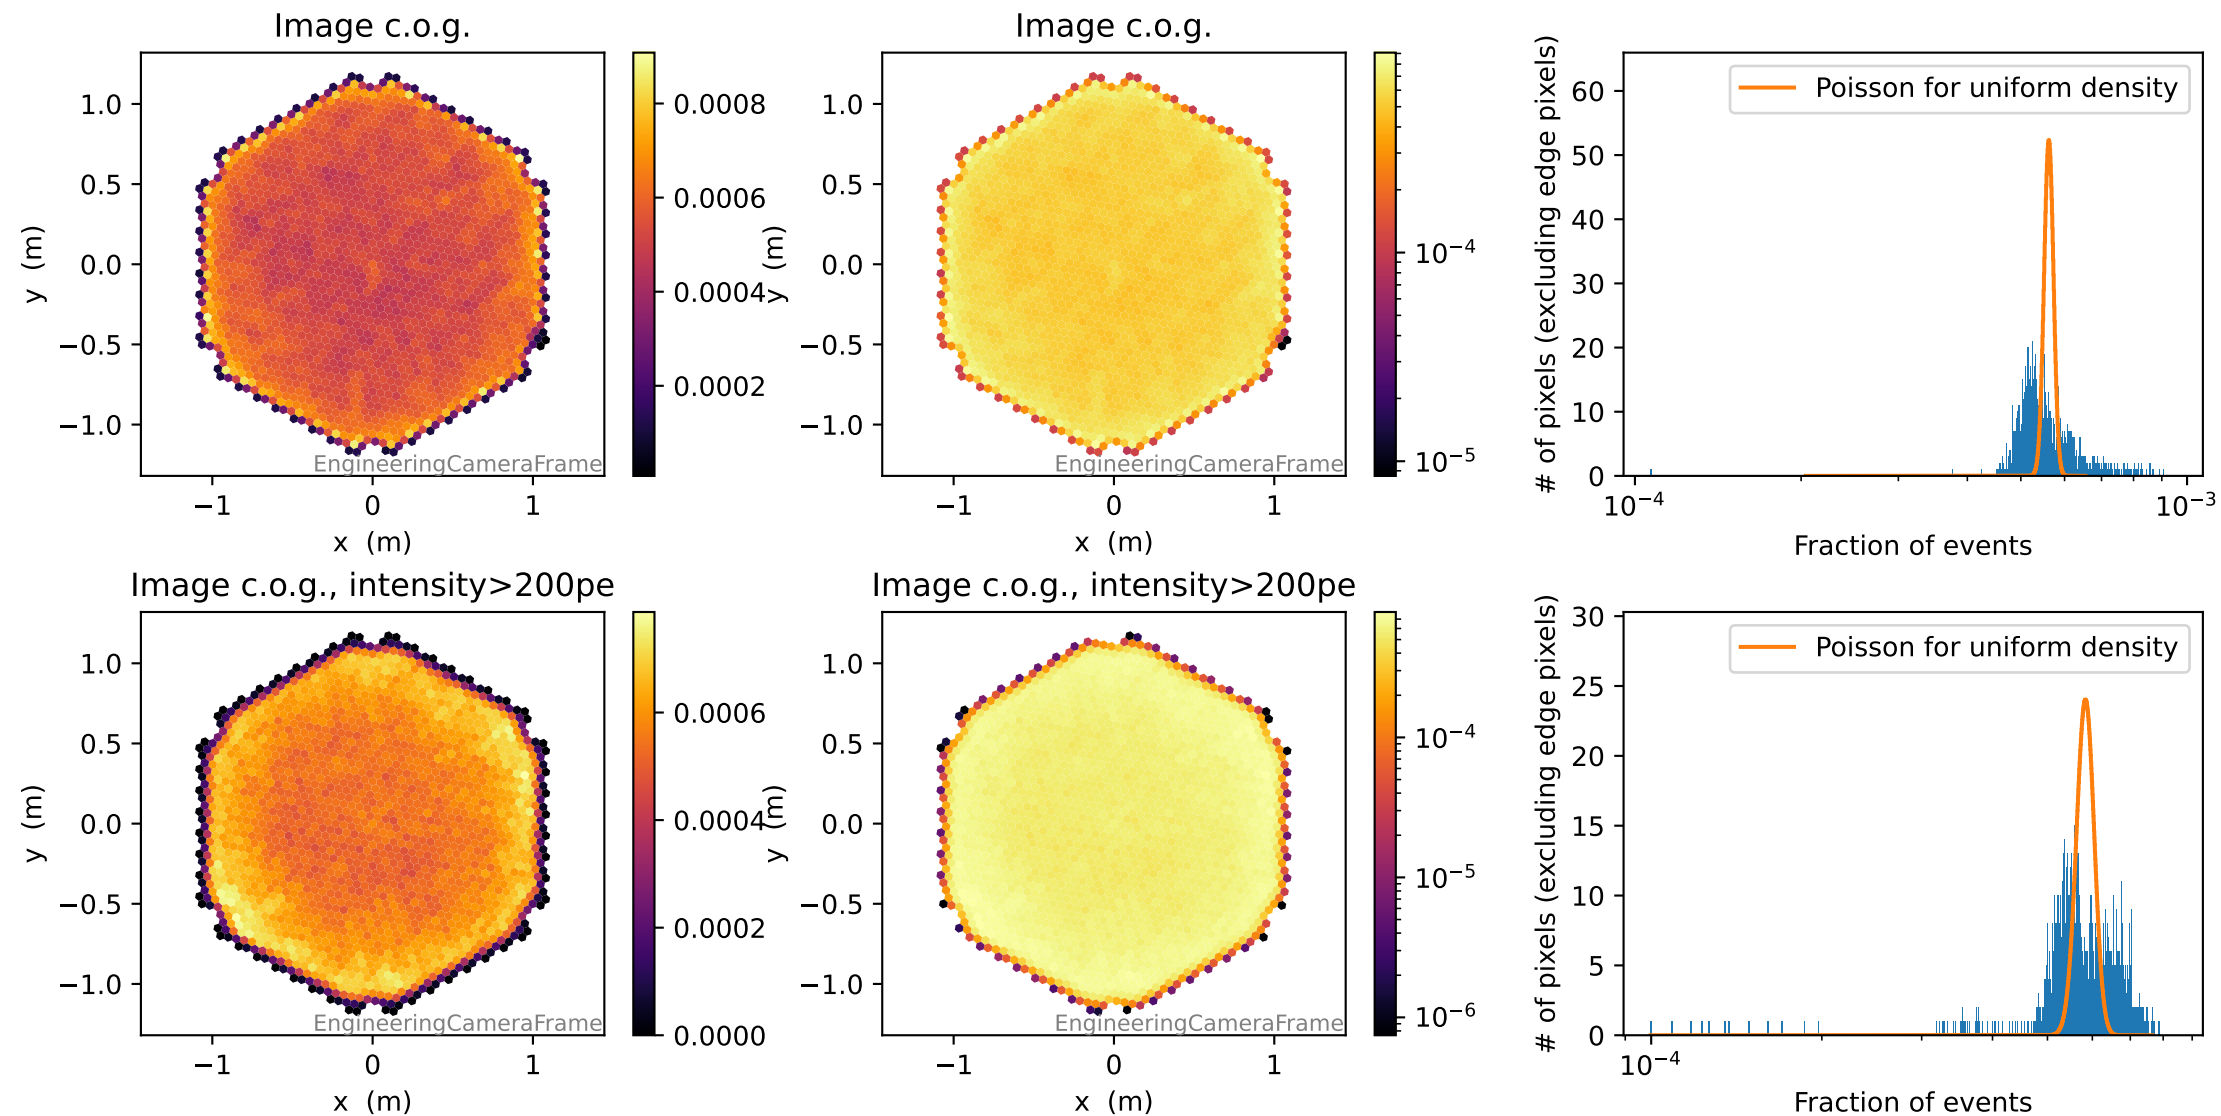 Image c.o.g.
1.0
0.5
0.0
−0.5
−1.0
y (m)
−1
0
1
x (m)
EngineeringCameraFrame
0.0008
0.0006
0.0004
0.0002
Image c.o.g.
1.0
0.5
0.0
−0.5
−1.0
y (m)
−1
0
1
x (m)
EngineeringCameraFrame
10⁻⁴
10⁻⁵
# of pixels (excluding edge pixels)
60
50
40
30
20
10
0
Poisson for uniform density
10⁻⁴
10⁻³
Fraction of events
Image c.o.g., intensity>200pe
1.0
0.5
0.0
−0.5
−1.0
y (m)
−1
0
1
x (m)
EngineeringCameraFrame
0.0006
0.0004
0.0002
0.0000
Image c.o.g., intensity>200pe
1.0
0.5
0.0
−0.5
−1.0
y (m)
−1
0
1
x (m)
EngineeringCameraFrame
10⁻⁴
10⁻⁵
10⁻⁶
# of pixels (excluding edge pixels)
30
25
20
15
10
5
0
Poisson for uniform density
10⁻⁴
Fraction of events